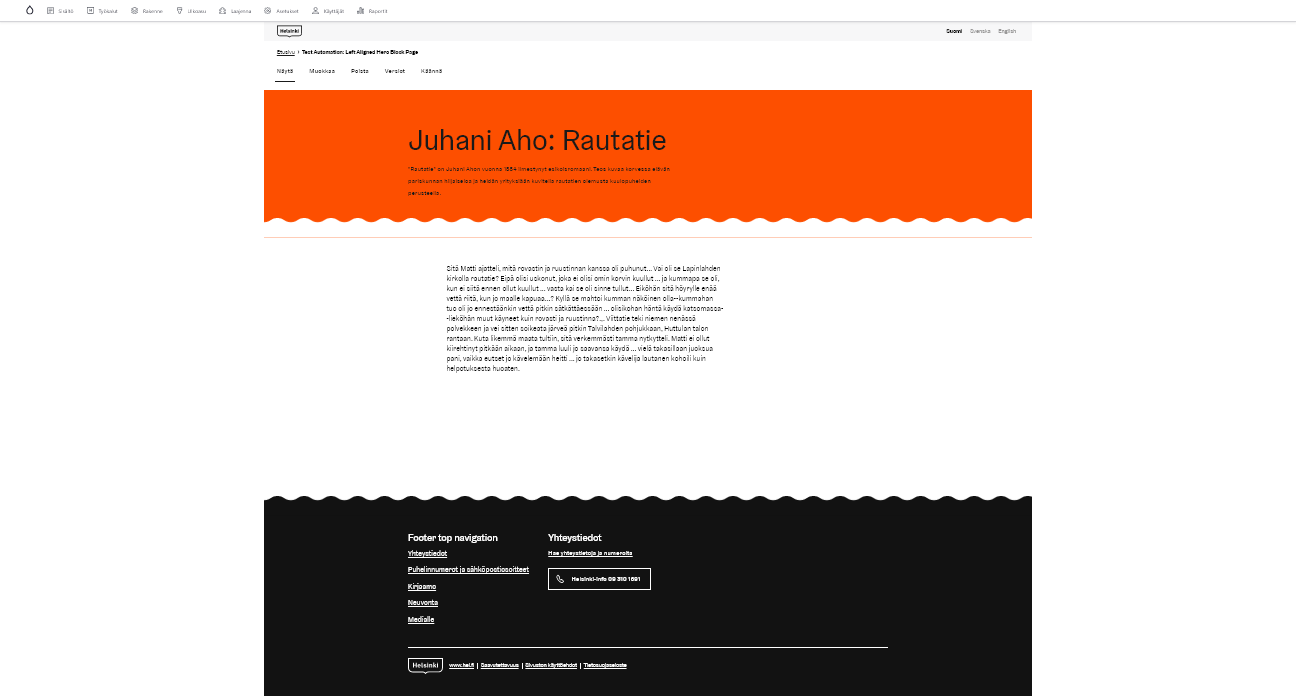 Sisältö Työkalut Rakenne Ulkoasu Laajenna Asetukset Käyttäjät Raportit
Helsinki
Suomi Svenska English
Etusivu › Test Automation: Left Aligned Hero Block Page
Näytä Muokkaa Poista Versiot Käännä
Juhani Aho: Rautatie
"Rautatie" on Juhani Ahon vuonna 1884 ilmestynyt esikoisromaani. Teos kuvaa korvessa elävän
pariskunnan hiljaiseloa ja heidän yrityksiään kuvitella rautatien olemusta kuulopuheiden
perusteella.
Sitä Matti ajatteli, mitä rovastin ja ruustinnan kanssa oli puhunut... Vai oli se Lapinlahden
kirkolla rautatie? Eipä olisi uskonut, joka ei olisi omin korvin kuullut ... ja kummapa se oli,
kun ei siitä ennen ollut kuullut ... vasta kai se oli sinne tullut... Eiköhän sitä höyrylle enää
vettä riitä, kun jo maalle kapuaa...? Kyllä se mahtoi kumman näköinen olla--kummahan
tuo oli jo ennestäänkin vettä pitkin sätkättäessään ... olisikohan häntä käydä katsomassa-
-lieköhän muut käyneet kuin rovasti ja ruustinna?... Viittatie teki niemen nenässä
polvekkeen ja vei sitten soikeata järveä pitkin Talvilahden pohjukkaan, Huttulan talon
rantaan. Kuta likemmä maata tultiin, sitä verkemmästi tamma nytkytteli. Matti ei ollut
kiirehtinyt pitkään aikaan, ja tamma luuli jo saavansa käydä ... vielä takasillaan juoksua
pani, vaikka eutset jo kävelemään heitti ... jo takasetkin kävelijä lautanen kohoili kuin
helpotuksesta huoaten.
Footer top navigation
Yhteystiedot
Puhelinnumerot ja sähköpostiosoitteet
Kirjaamo
Neuvonta
Medialle
Yhteystiedot
Hae yhteystietoja ja numeroita
Helsinki-info 09 310 1691
Helsinki www.hel.fi | Saavutettavuus | Sivuston käyttöehdot | Tietosuojaseloste